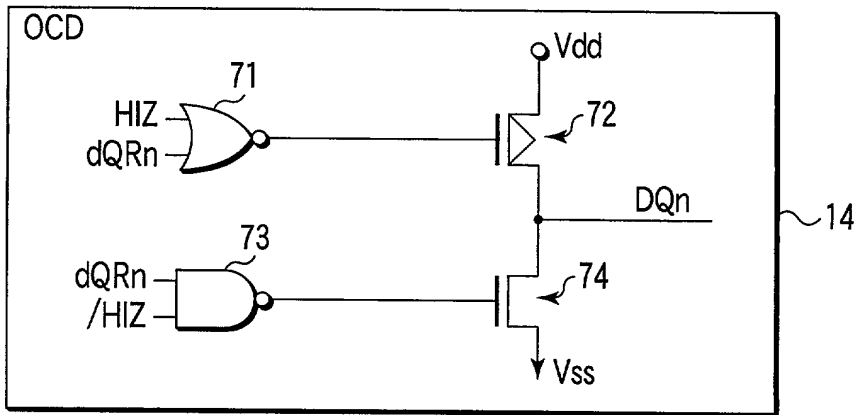 OCD
Vdd
71
HIZ
dQRn
72
DQn
14
73
dQRn
/HIZ
74
Vss